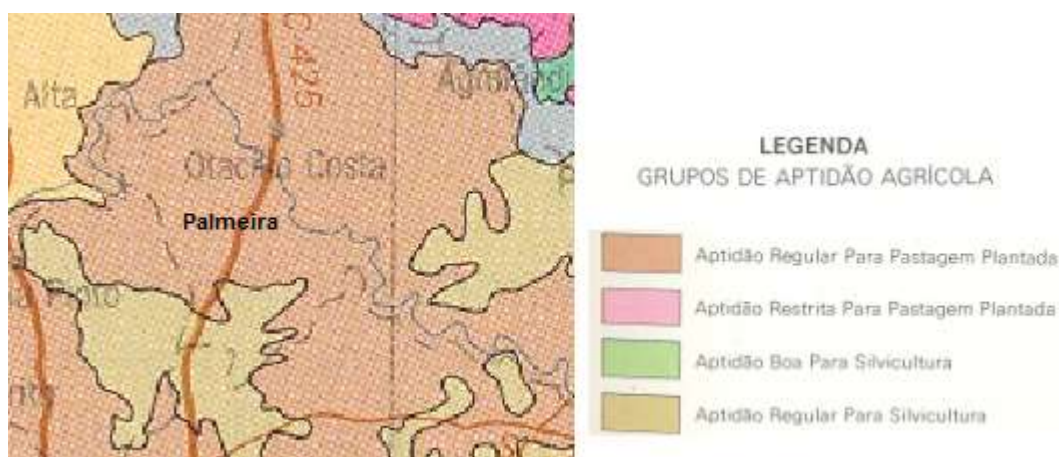 C 425
Alta
Otacílio Costa
Palmeira
LEGENDA
GRUPOS DE APTIDÃO AGRÍCOLA
Aptidão Regular Para Pastagem Plantada
Aptidão Restrita Para Pastagem Plantada
Aptidão Boa Para Silvicultura
Aptidão Regular Para Silvicultura